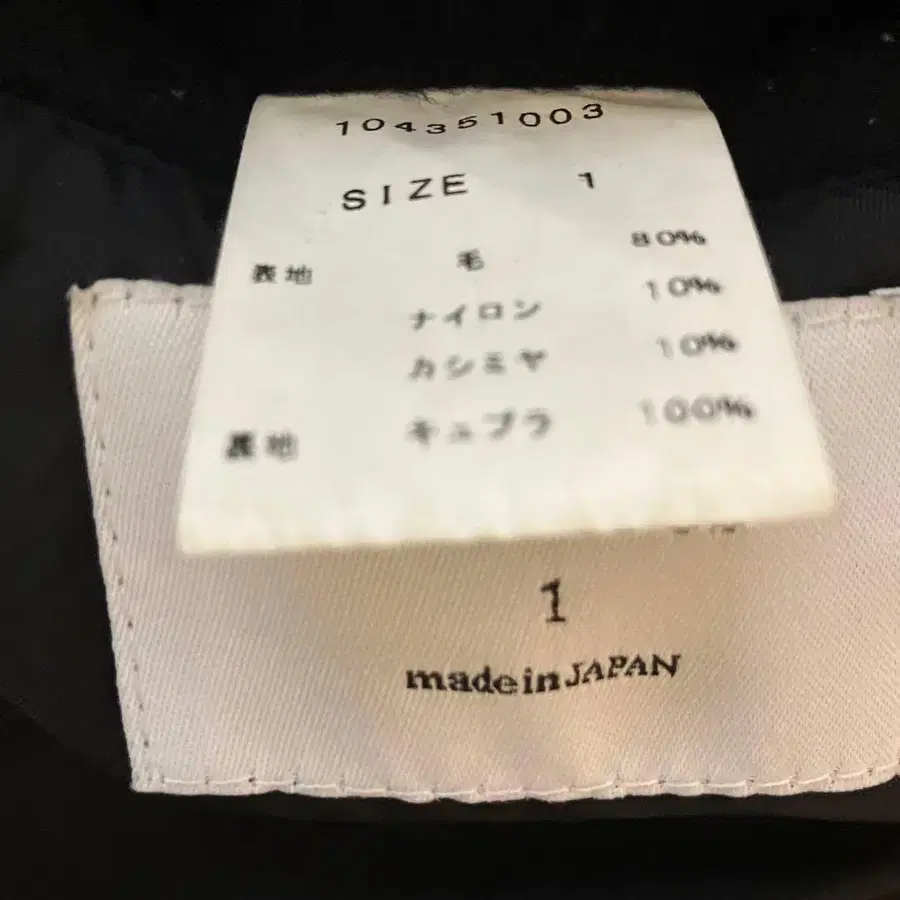 104351003
SIZE 1
表地 毛 80%
ナイロン 10%
カシミヤ 10%
裏地 キュプラ 100%
1
made in JAPAN